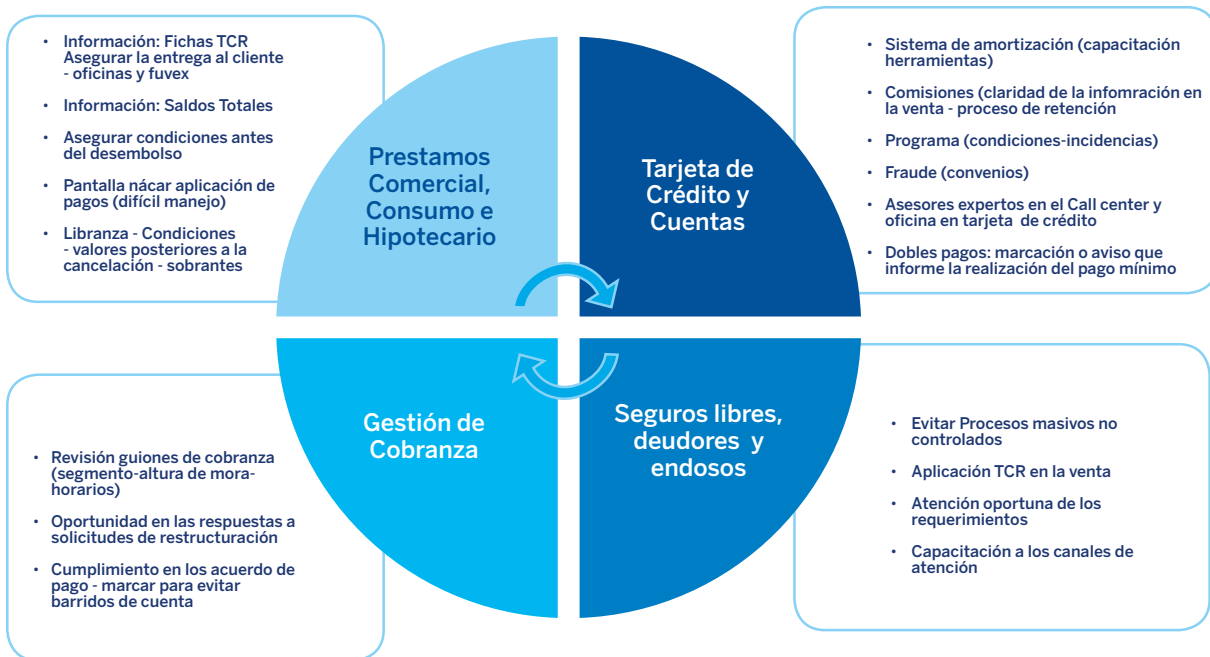 • Información: Fichas TCR
Asegurar la entrega al cliente
- oficinas y fuvex
• Información: Saldos Totales
• Asegurar condiciones antes
del desembolso
• Pantalla nácar aplicación de
pagos (difícil manejo)
• Libranza - Condiciones
- valores posteriores a la
cancelación - sobrantes
Prestamos
Comercial,
Consumo e
Hipotecario
Tarjeta de
Crédito y
Cuentas
• Sistema de amortización (capacitación
herramientas)
• Comisiones (claridad de la infomración en
la venta - proceso de retención
• Programa (condiciones-incidencias)
• Fraude (convenios)
• Asesores expertos en el Call center y
oficina en tarjeta de crédito
• Dobles pagos: marcación o aviso que
informe la realización del pago mínimo
• Revisión guiones de cobranza
(segmento-altura de mora-
horarios)
• Oportunidad en las respuestas a
solicitudes de restructuración
• Cumplimiento en los acuerdo de
pago - marcar para evitar
barridos de cuenta
Gestión de
Cobranza
Seguros libres,
deudores y
endosos
• Evitar Procesos masivos no
controlados
• Aplicación TCR en la venta
• Atención oportuna de los
requerimientos
• Capacitación a los canales de
atención